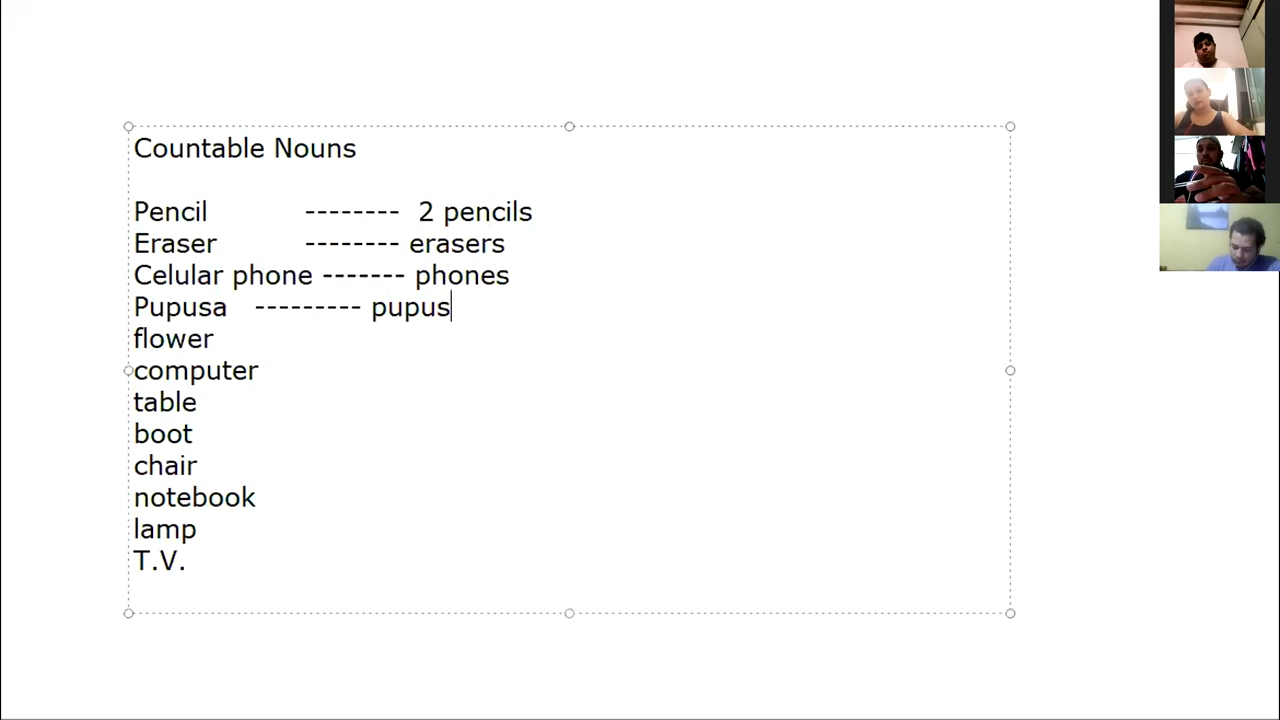 Countable Nouns
Pencil -------- 2 pencils
Eraser -------- erasers
Celular phone ------- phones
Pupusa --------- pupus
flower
computer
table
boot
chair
notebook
lamp
T.V.